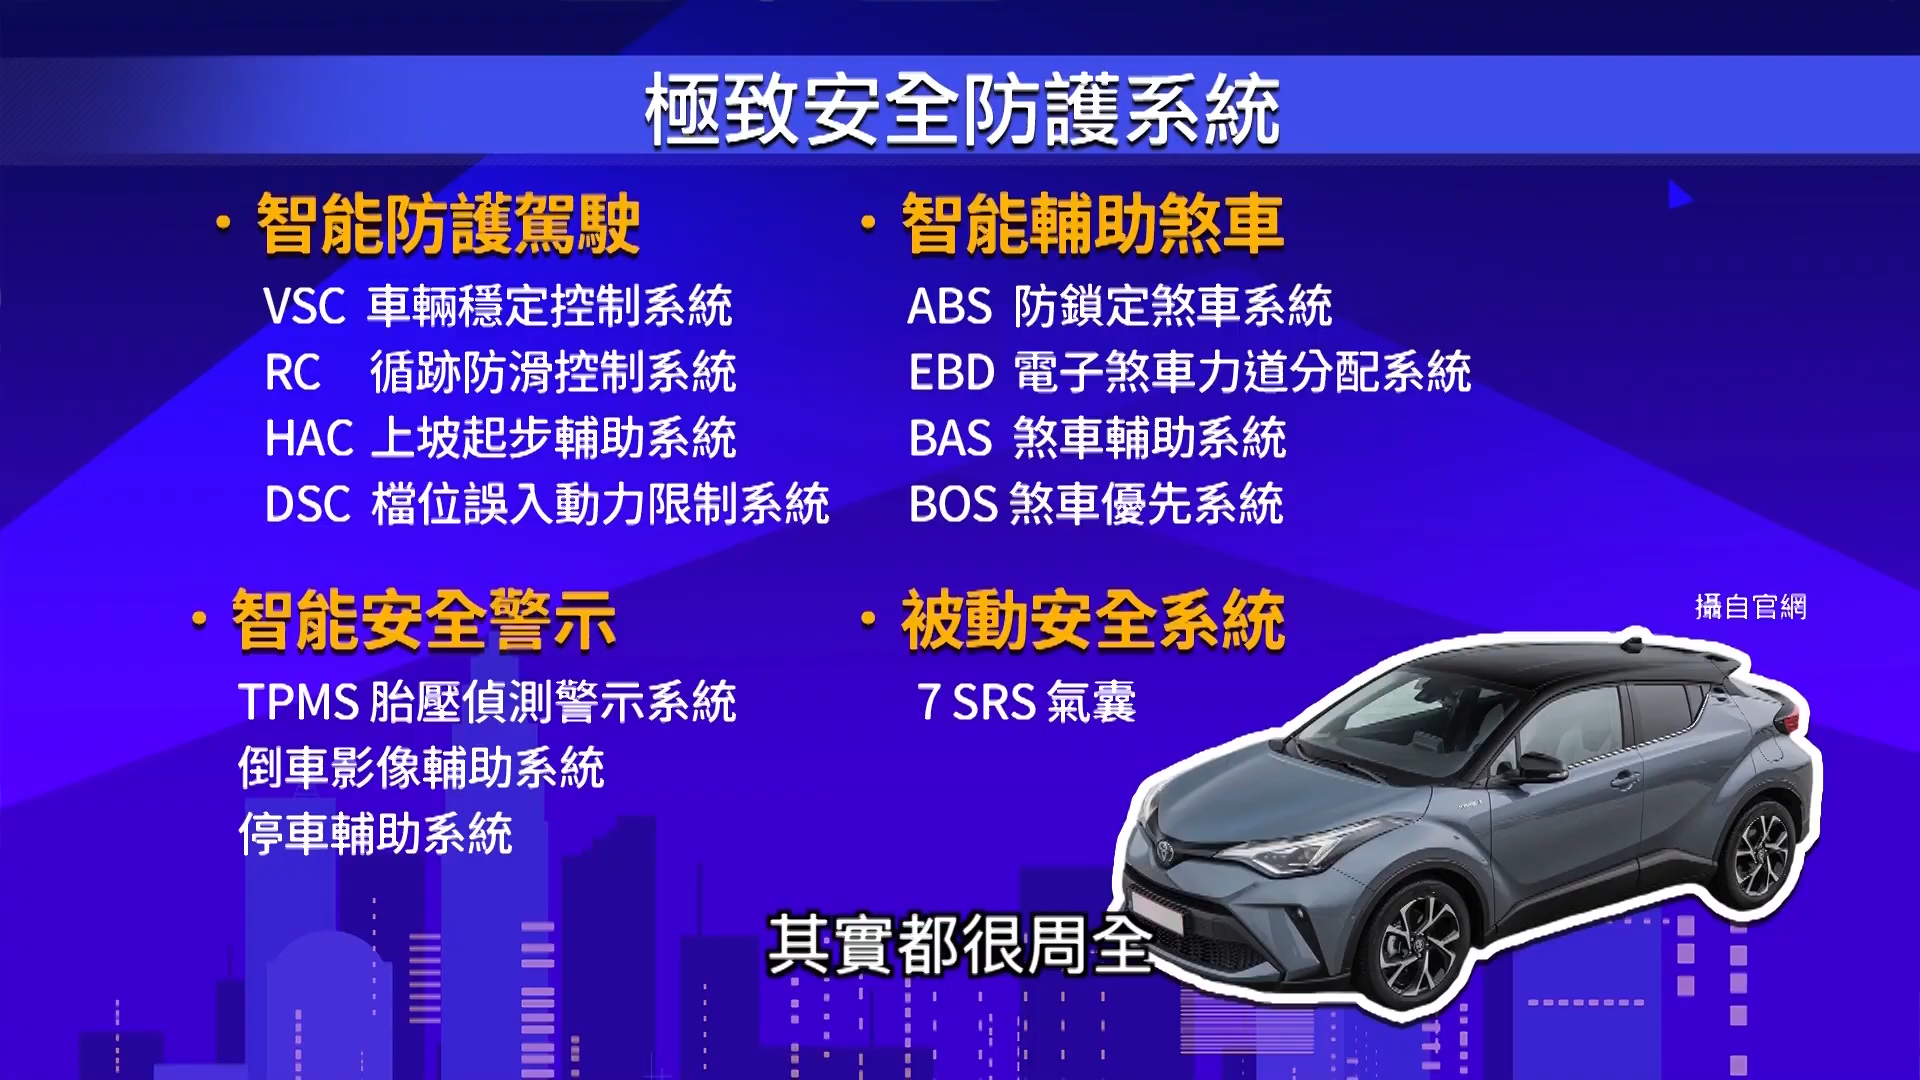 極致安全防護系統
・智能防護駕駛
VSC 車輛穩定控制系統
RC 循跡防滑控制系統
HAC 上坡起步輔助系統
DSC 檔位誤入動力限制系統
・智能輔助煞車
ABS 防鎖定煞車系統
EBD 電子煞車力道分配系統
BAS 煞車輔助系統
BOS 煞車優先系統
・智能安全警示
TPMS 胎壓偵測警示系統
倒車影像輔助系統
停車輔助系統
・被動安全系統
7 SRS 氣囊
攝自官網
其實都很周全